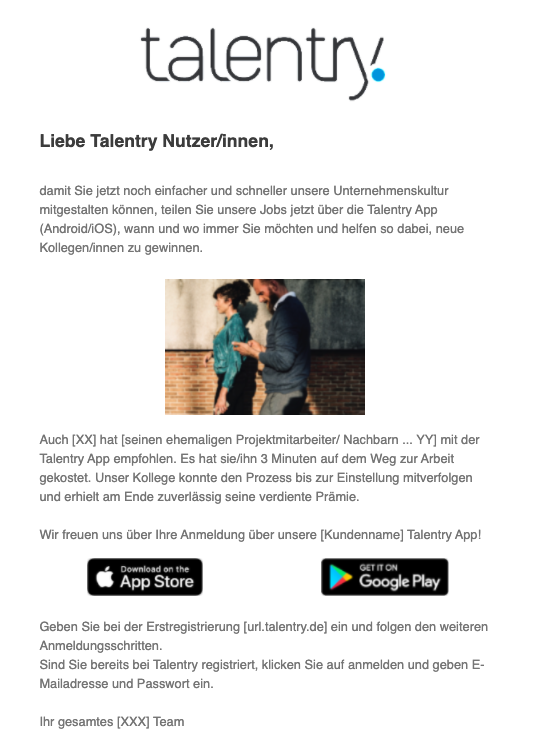 talentry.
Liebe Talentry Nutzer/innen,
damit Sie jetzt noch einfacher und schneller unsere Unternehmenskultur
mitgestalten können, teilen Sie unsere Jobs jetzt über die Talentry App
(Android/iOS), wann und wo immer Sie möchten und helfen so dabei, neue
Kollegen/innen zu gewinnen.
Auch [XX] hat [seinen ehemaligen Projektmitarbeiter/ Nachbarn ... YY] mit der
Talentry App empfohlen. Es hat sie/ihn 3 Minuten auf dem Weg zur Arbeit
gekostet. Unser Kollege konnte den Prozess bis zur Einstellung mitverfolgen
und erhielt am Ende zuverlässig seine verdiente Prämie.
Wir freuen uns über Ihre Anmeldung über unsere [Kundenname] Talentry App!
Download on the
App Store
GET IT ON
Google Play
Geben Sie bei der Erstregistrierung [url.talentry.de] ein und folgen den weiteren
Anmeldungsschritten.
Sind Sie bereits bei Talentry registriert, klicken Sie auf anmelden und geben E-
Mailadresse und Passwort ein.
Ihr gesamtes [XXX] Team